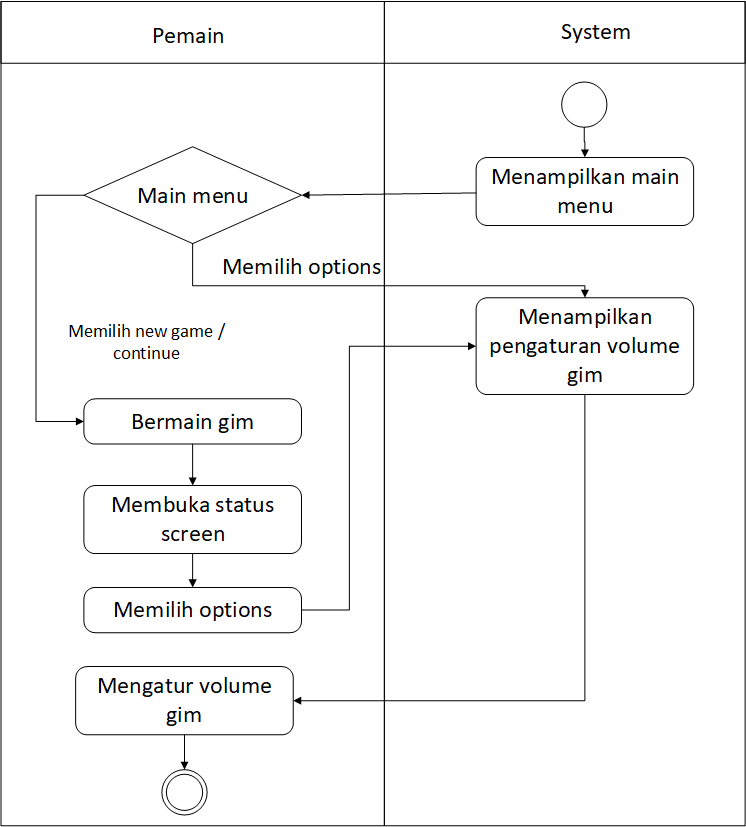 Pemain
System
Menampilkan main
menu
Main menu
Memilih options
Menampilkan
pengaturan volume
gim
Memilih new game /
continue
Bermain gim
Membuka status
screen
Memilih options
Mengatur volume
gim